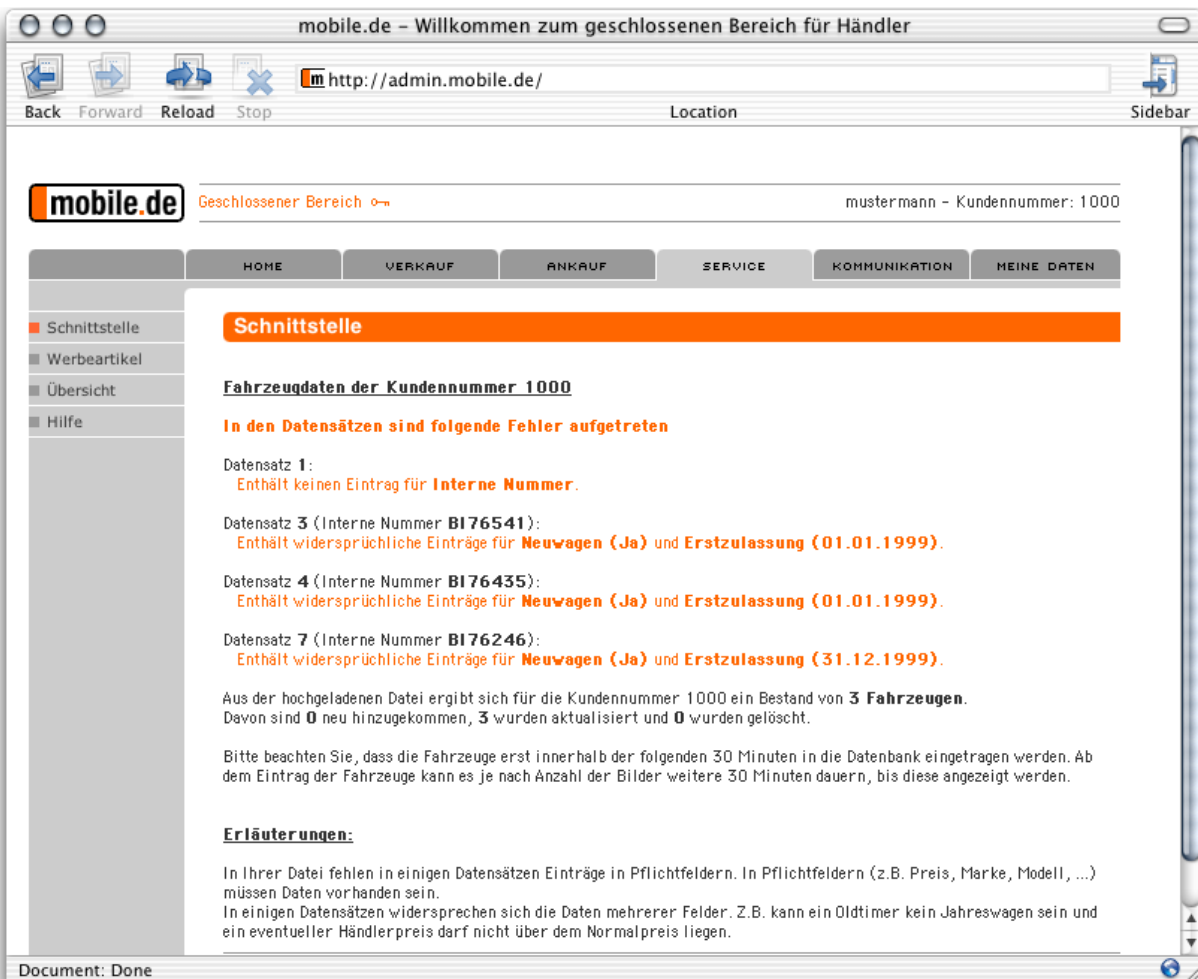 mobile.de – Willkommen zum geschlossenen Bereich für Händler
http://admin.mobile.de/
Back Forward Reload Stop Location Sidebar
mobile.de
Geschlossener Bereich
mustermann - Kundennummer: 1000
HOME VERKAUF ANKAUF SERVICE KOMMUNIKATION MEINE DATEN
Schnittstelle
Werbeartikel
Übersicht
Hilfe
Schnittstelle
Fahrzeugdaten der Kundennummer 1000
In den Datensätzen sind folgende Fehler aufgetreten
Datensatz 1:
Enthält keinen Eintrag für Interne Nummer.
Datensatz 3 (Interne Nummer BI76541):
Enthält widersprüchliche Einträge für Neuwagen (Ja) und Erstzulassung (01.01.1999).
Datensatz 4 (Interne Nummer BI76435):
Enthält widersprüchliche Einträge für Neuwagen (Ja) und Erstzulassung (01.01.1999).
Datensatz 7 (Interne Nummer BI76246):
Enthält widersprüchliche Einträge für Neuwagen (Ja) und Erstzulassung (31.12.1999).
Aus der hochgeladenen Datei ergibt sich für die Kundennummer 1000 ein Bestand von 3 Fahrzeugen.
Davon sind 0 neu hinzugekommen, 3 wurden aktualisiert und 0 wurden gelöscht.
Bitte beachten Sie, dass die Fahrzeuge erst innerhalb der folgenden 30 Minuten in die Datenbank eingetragen werden. Ab
dem Eintrag der Fahrzeuge kann es je nach Anzahl der Bilder weitere 30 Minuten dauern, bis diese angezeigt werden.
Erläuterungen:
In Ihrer Datei fehlen in einigen Datensätzen Einträge in Pflichtfeldern. In Pflichtfeldern (z.B. Preis, Marke, Modell, ...)
müssen Daten vorhanden sein.
In einigen Datensätzen widersprechen sich die Daten mehrerer Felder. Z.B. kann ein Oldtimer kein Jahreswagen sein und
ein eventueller Händlerpreis darf nicht über dem Normalpreis liegen.
Document: Done